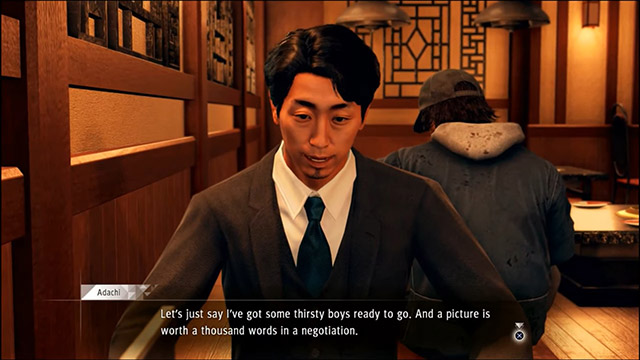 Adachi
Let's just say I've got some thirsty boys ready to go. And a picture is
worth a thousand words in a negotiation.